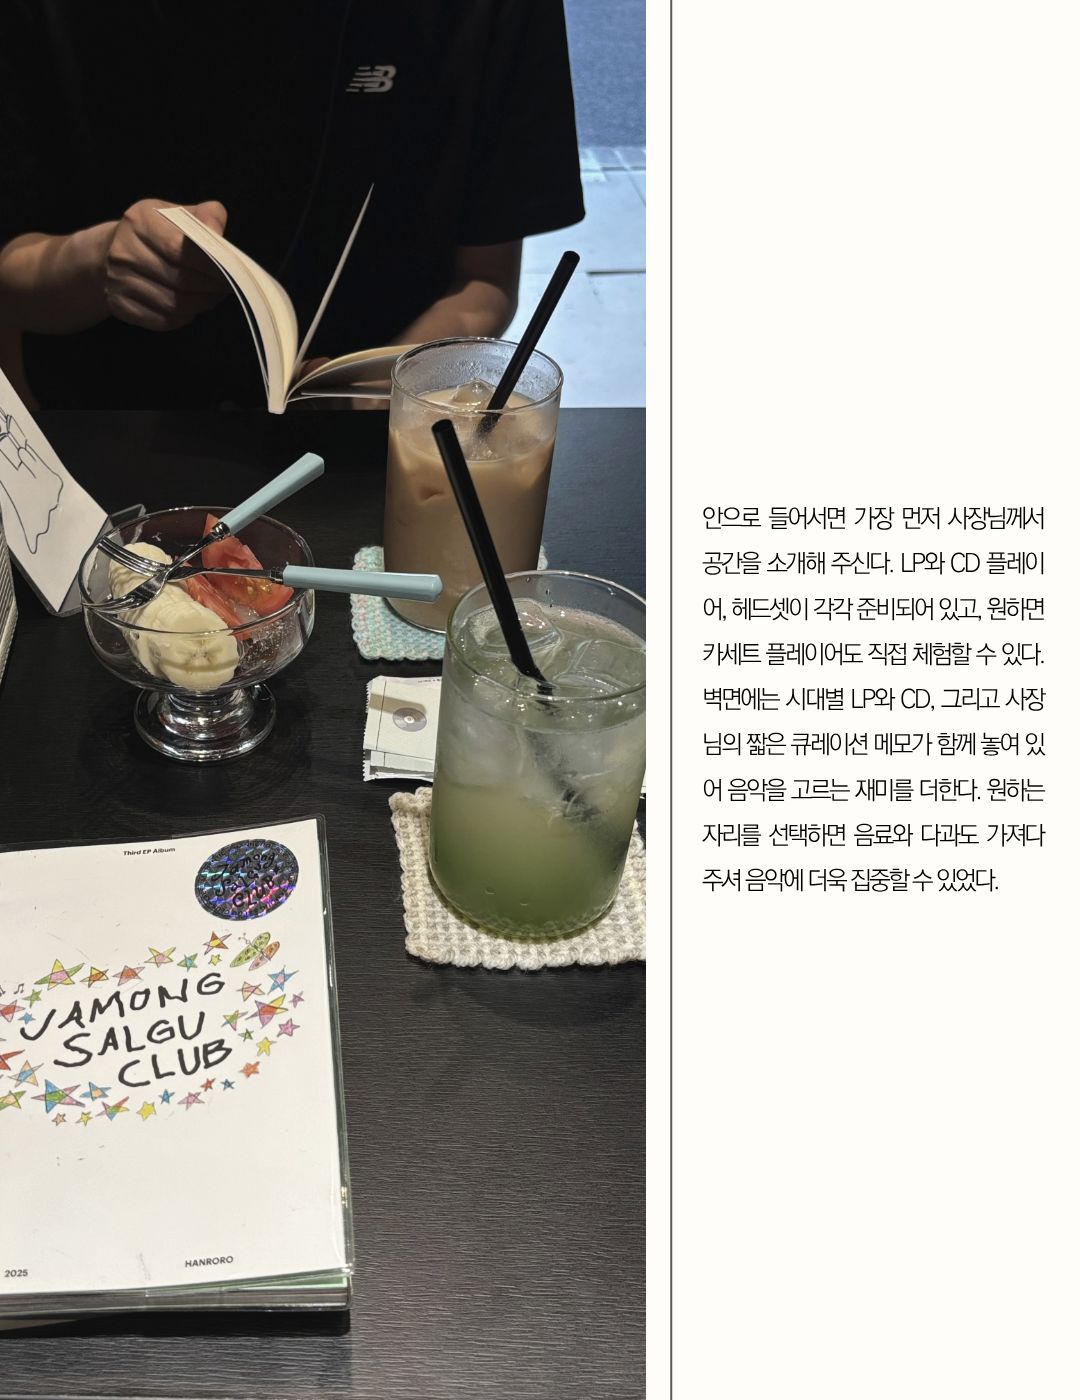 안으로 들어서면 가장 먼저 사장님께서
공간을 소개해 주신다. LP와 CD 플레이
어, 헤드셋이 각각 준비되어 있고, 원하면
카세트 플레이어도 직접 체험할 수 있다.
벽면에는 시대별 LP와 CD, 그리고 사장
님의 짧은 큐레이션 메모가 함께 놓여 있
어 음악을 고르는 재미를 더한다. 원하는
자리를 선택하면 음료와 다과도 가져다
주셔 음악에 더욱 집중할 수 있었다.
NB
Third EP Album
Jamong
Salgu
CLUB
JAMONG
SALGU
CLUB
2025
HANRORO